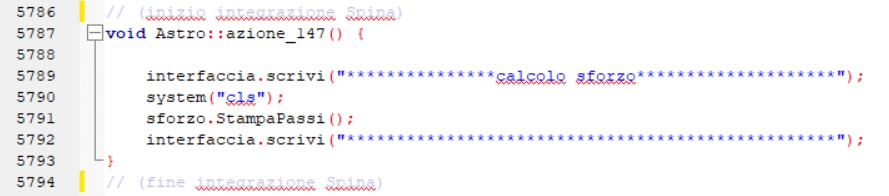 5786 // (inizio integrazione Spina)
5787 void Astro::azione_147() {
5788
5789 interfaccia.scrivi("***************calcolo sforzo********************");
5790 system("cls");
5791 sforzo.StampaPassi();
5792 interfaccia.scrivi("*************************************************");
5793 }
5794 // (fine integrazione Spina)